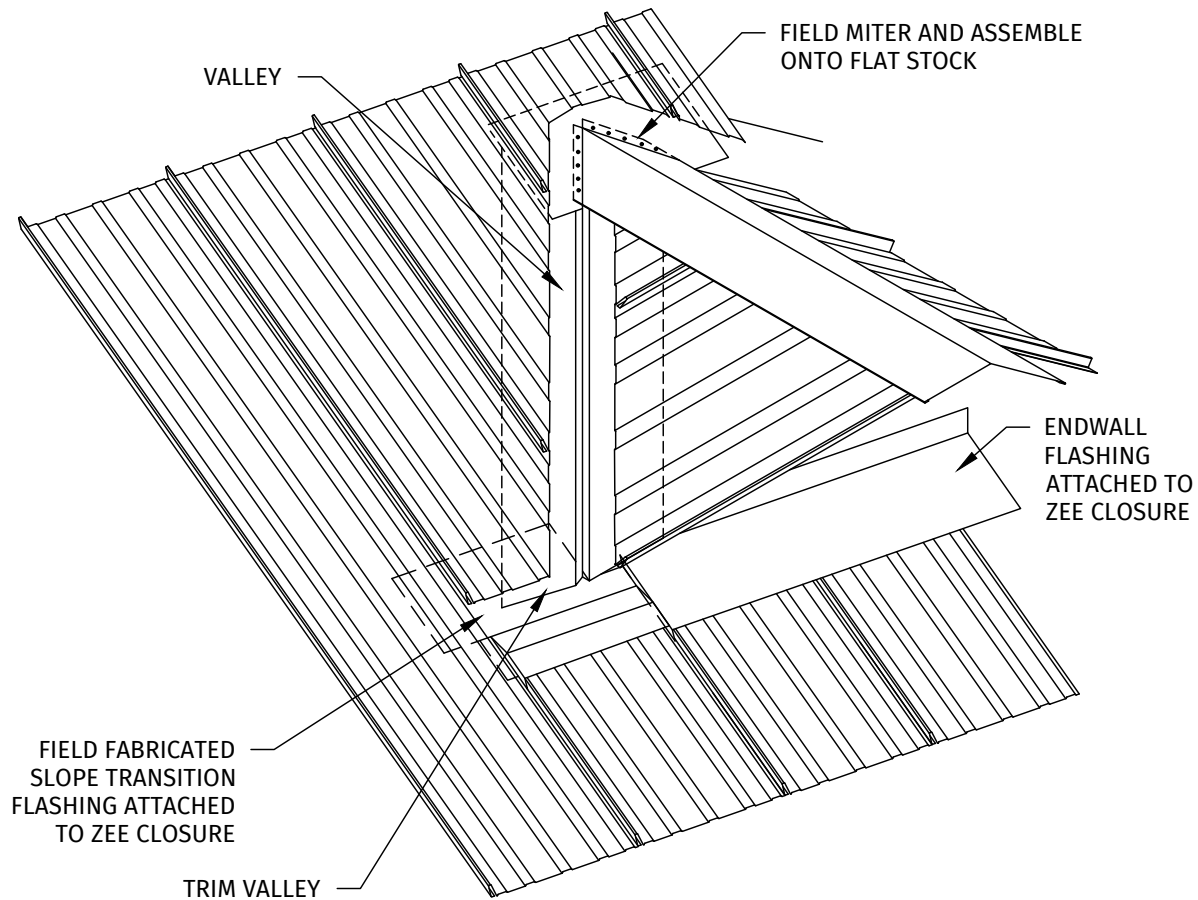 FIELD MITER AND ASSEMBLE
ONTO FLAT STOCK
VALLEY
ENDWALL
FLASHING
ATTACHED TO
ZEE CLOSURE
FIELD FABRICATED
SLOPE TRANSITION
FLASHING ATTACHED
TO ZEE CLOSURE
TRIM VALLEY